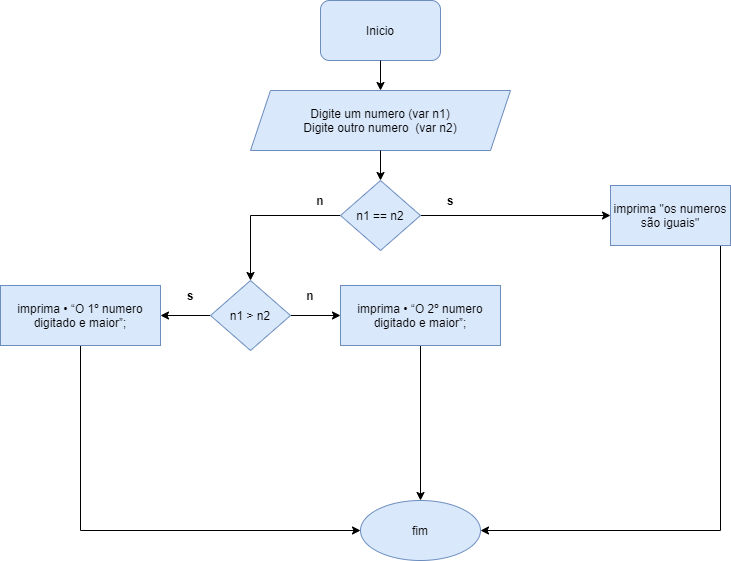 Inicio
Digite um numero (var n1)
Digite outro numero  (var n2)
n
n1 == n2
s
imprima "os numeros
são iguais"
imprima • “O 1º numero
digitado e maior”;
s
n1 > n2
n
imprima • “O 2º numero
digitado e maior”;
fim